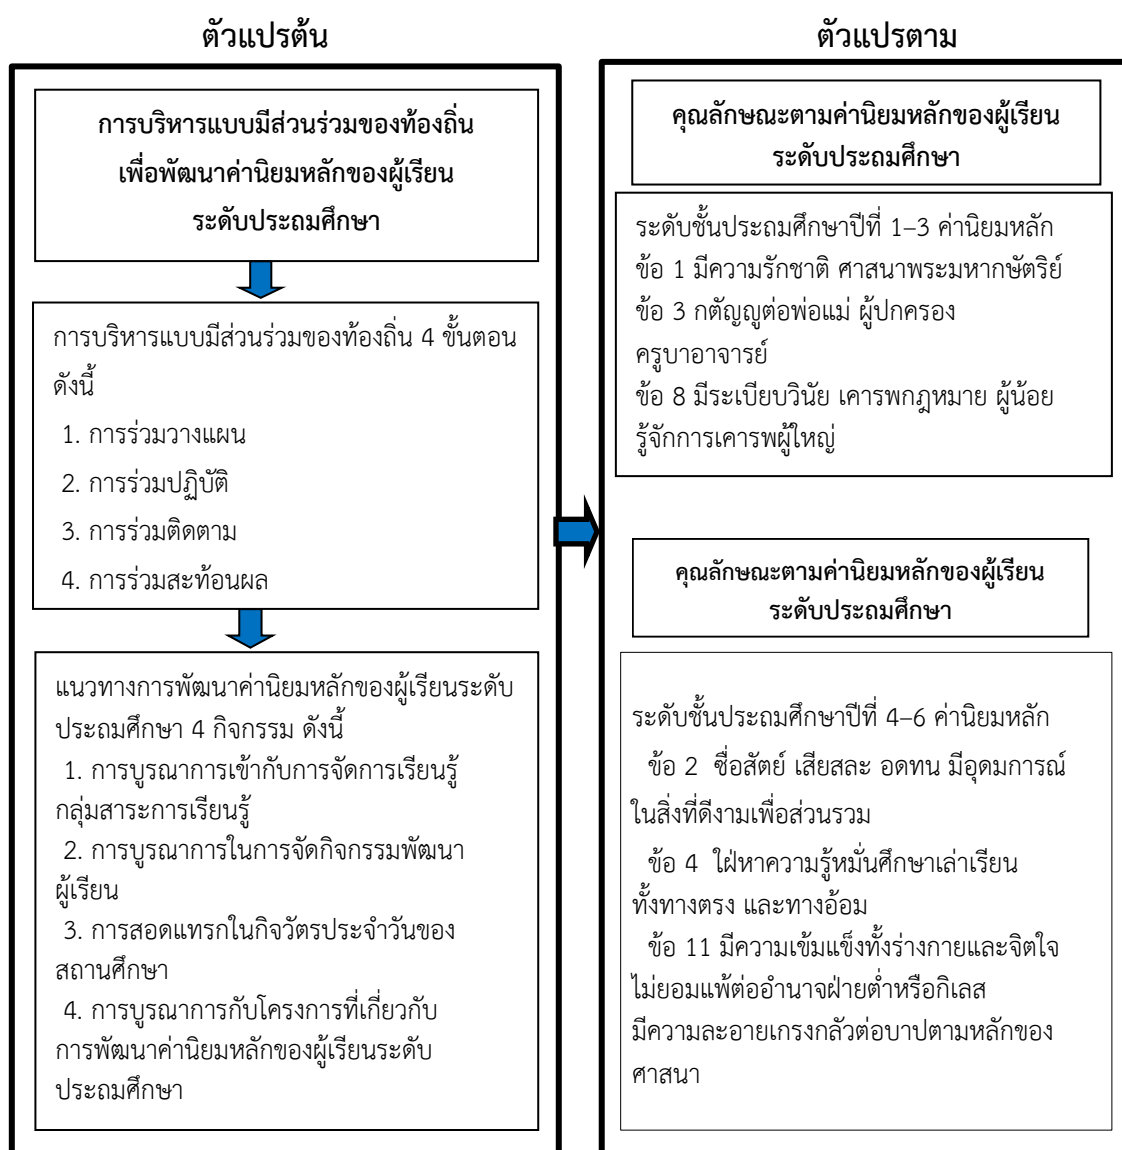 ตัวแปรต้น
การบริหารแบบมีส่วนร่วมของท้องถิ่น
เพื่อพัฒนาค่านิยมหลักของผู้เรียน
ระดับประถมศึกษา
การบริหารแบบมีส่วนร่วมของท้องถิ่น 4 ขั้นตอน
ดังนี้
1. การร่วมวางแผน
2. การร่วมปฏิบัติ
3. การร่วมติดตาม
4. การร่วมสะท้อนผล
แนวทางการพัฒนาค่านิยมหลักของผู้เรียนระดับ
ประถมศึกษา 4 กิจกรรม ดังนี้
1. การบูรณาการเข้ากับการจัดการเรียนรู้
กลุ่มสาระการเรียนรู้
2. การบูรณาการในการจัดกิจกรรมพัฒนา
ผู้เรียน
3. การสอดแทรกในกิจวัตรประจำวันของ
สถานศึกษา
4. การบูรณาการกับโครงการที่เกี่ยวกับ
การพัฒนาค่านิยมหลักของผู้เรียนระดับ
ประถมศึกษา
ตัวแปรตาม
คุณลักษณะตามค่านิยมหลักของผู้เรียน
ระดับประถมศึกษา
ระดับชั้นประถมศึกษาปีที่ 1–3 ค่านิยมหลัก
ข้อ 1 มีความรักชาติ ศาสนาพระมหากษัตริย์
ข้อ 3 กตัญญูต่อพ่อแม่ ผู้ปกครอง
ครูบาอาจารย์
ข้อ 8 มีระเบียบวินัย เคารพกฎหมาย ผู้น้อย
รู้จักการเคารพผู้ใหญ่
คุณลักษณะตามค่านิยมหลักของผู้เรียน
ระดับประถมศึกษา
ระดับชั้นประถมศึกษาปีที่ 4–6 ค่านิยมหลัก
ข้อ 2 ซื่อสัตย์ เสียสละ อดทน มีอุดมการณ์
ในสิ่งที่ดีงามเพื่อส่วนรวม
ข้อ 4 ใฝ่หาความรู้หมั่นศึกษาเล่าเรียน
ทั้งทางตรง และทางอ้อม
ข้อ 11 มีความเข้มแข็งทั้งร่างกายและจิตใจ
ไม่ยอมแพ้ต่ออำนาจฝ่ายต่ำหรือกิเลส
มีความละอายเกรงกลัวต่อบาปตามหลักของ
ศาสนา